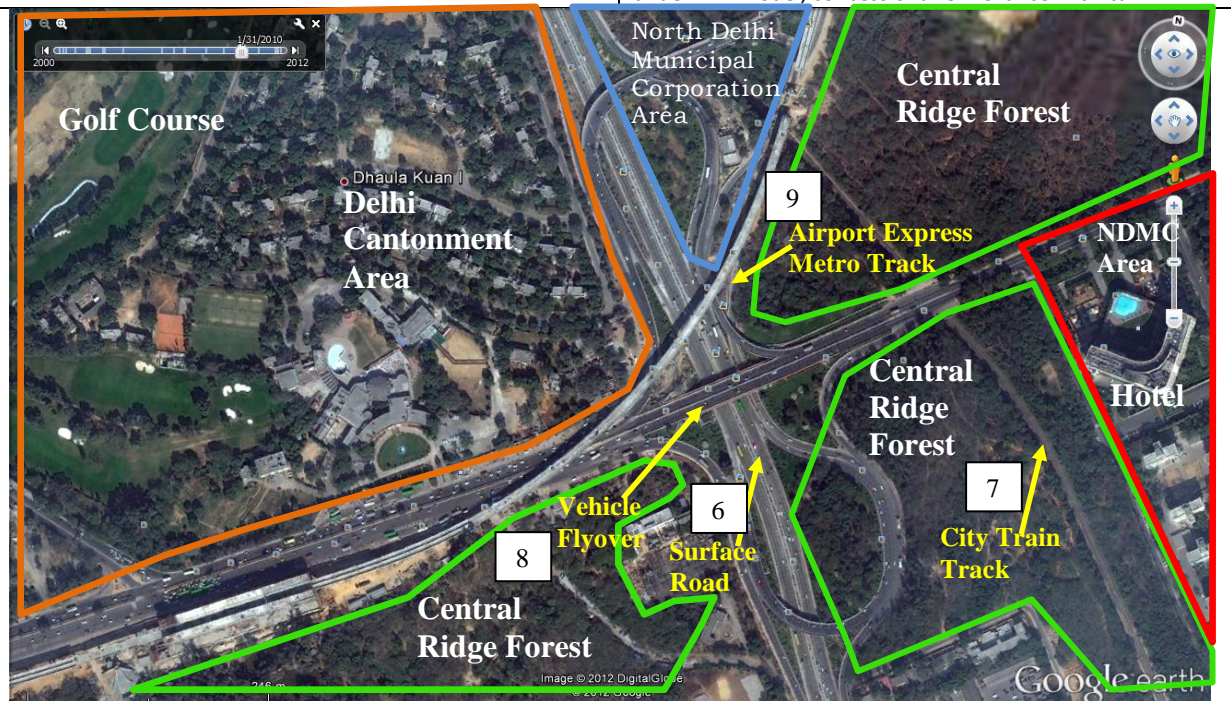 1/31/2010
2000
2012
N
Golf Course
Dhaula Kuan I
Delhi
Cantonment
Area
North Delhi
Municipal
Corporation
Area
Central
Ridge Forest
9
Airport Express
Metro Track
NDMC
Area
Hotel
Central
Ridge
Forest
7
City Train
Track
Vehicle
Flyover
6
Surface
Road
8
Central
Ridge Forest
246 m
Image © 2012 DigitalGlobe
© 2012 Google
Google earth